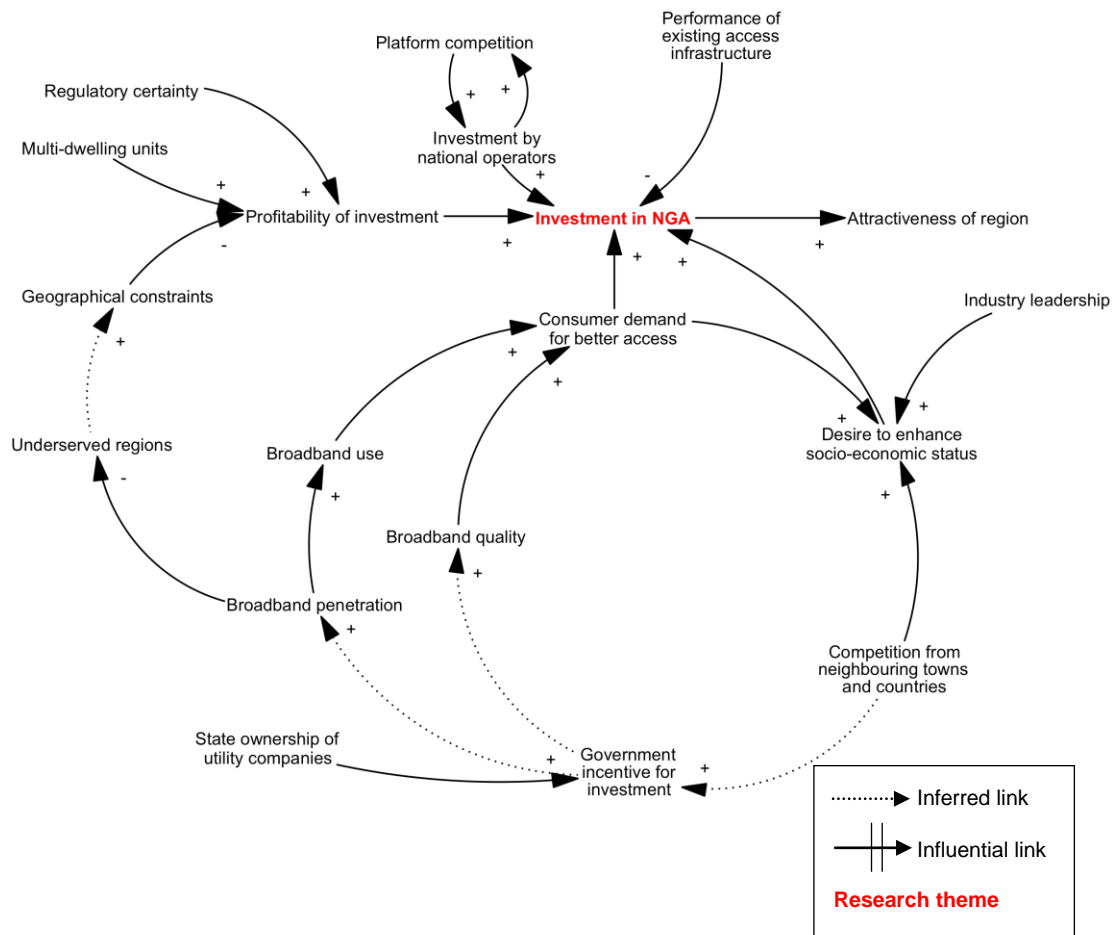 Performance of
existing access
infrastructure
Platform competition
+
+
Regulatory certainty
Investment by
national operators
Multi-dwelling units
+
+
+
-
Profitability of investment
Investment in NGA
Attractiveness of region
-
+
+
+
+
Geographical constraints
Industry leadership
+
Consumer demand
for better access
+
+
+
+
Desire to enhance
socio-economic status
Underserved regions
Broadband use
-
+
+
Broadband quality
+
Broadband penetration
+
Competition from
neighbouring towns
and countries
State ownership of
utility companies
+
Government
incentive for
investment
+
Inferred link
Influential link
Research theme